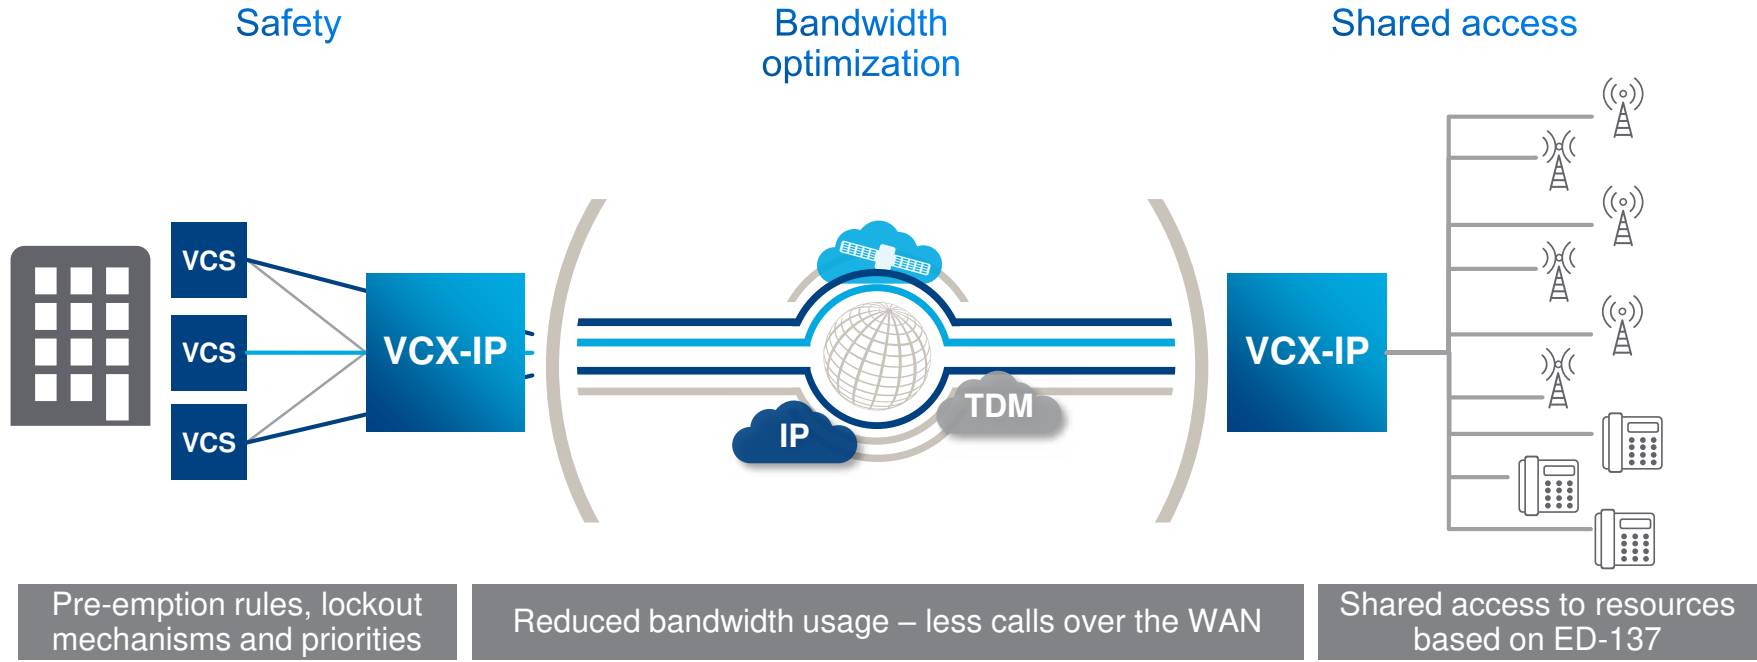 Safety
Bandwidth
optimization
Shared access
VCS
VCS
VCS
VCX-IP
IP
TDM
VCX-IP
Pre-emption rules, lockout
mechanisms and priorities
Reduced bandwidth usage – less calls over the WAN
Shared access to resources
based on ED-137